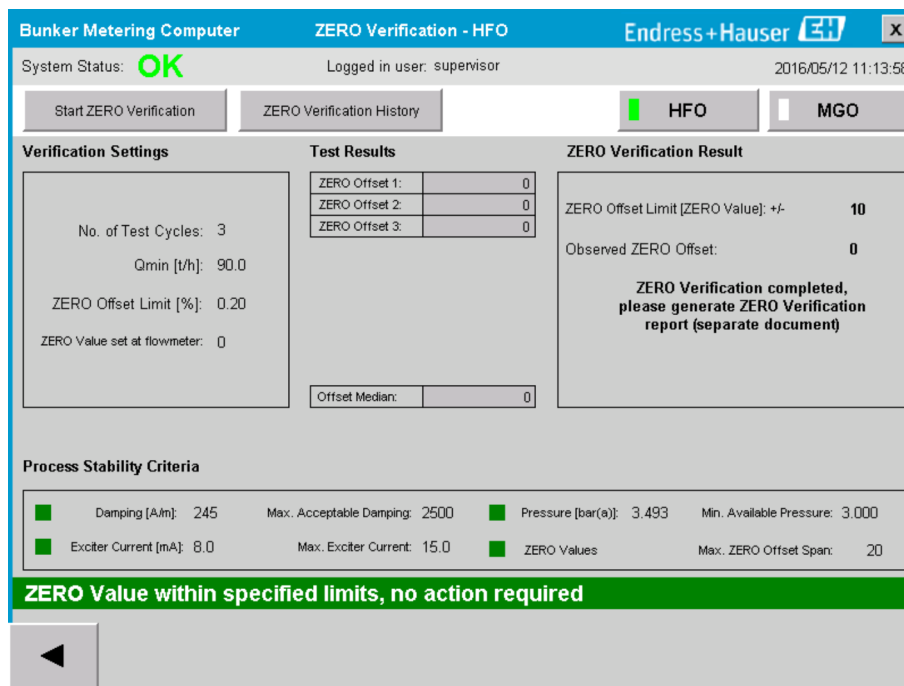 Bunker Metering Computer ZERO Verification - HFO Endress+Hauser EH X
System Status: OK Logged in user: supervisor 2016/05/12 11:13:58
Start ZERO Verification ZERO Verification History HFO MGO
Verification Settings Test Results ZERO Verification Result
ZERO Offset 1: 0
ZERO Offset 2: 0
ZERO Offset 3: 0
No. of Test Cycles: 3
Qmin [t/h]: 90.0
ZERO Offset Limit [%]: 0.20
ZERO Value set at flowmeter: 0
Offset Median: 0
ZERO Offset Limit [ZERO Value]: +/- 10
Observed ZERO Offset: 0
ZERO Verification completed,
please generate ZERO Verification
report (separate document)
Process Stability Criteria
Damping [A/m]: 245 Max. Acceptable Damping: 2500 Pressure [bar(a)]: 3.493 Min. Available Pressure: 3.000
Exciter Current [mA]: 8.0 Max. Exciter Current: 15.0 ZERO Values Max. ZERO Offset Span: 20
ZERO Value within specified limits, no action required